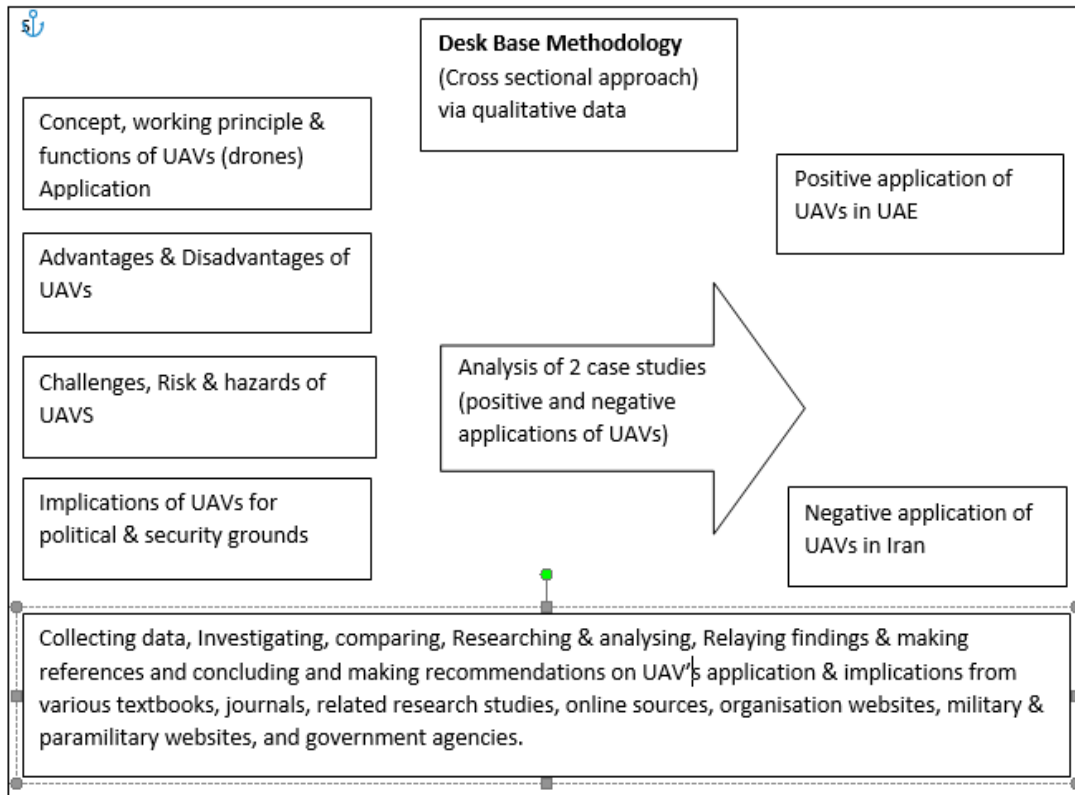 5
Desk Base Methodology
(Cross sectional approach)
via qualitative data
Concept, working principle &
functions of UAVs (drones)
Application
Positive application of
UAVs in UAE
Advantages & Disadvantages of
UAVs
Analysis of 2 case studies
(positive and negative
applications of UAVs)
Challenges, Risk & hazards of
UAVS
Implications of UAVs for
political & security grounds
Negative application of
UAVs in Iran
Collecting data, Investigating, comparing, Researching & analysing, Relaying findings & making
references and concluding and making recommendations on UAV's application & implications from
various textbooks, journals, related research studies, online sources, organisation websites, military &
paramilitary websites, and government agencies.